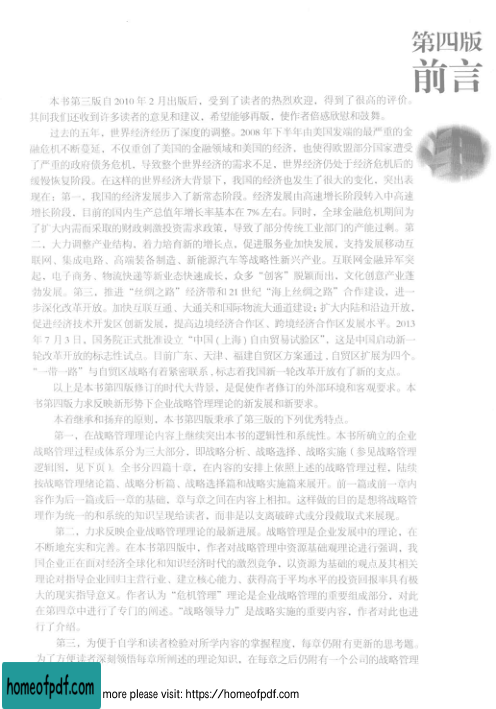 第四版
前言
本书第三版自 2010 年 2 月出版后，受到了读者的热烈欢迎，得到了很高的评价。
其间我们还收到许多读者的意见和建议，希望能够再版，使作者倍感欣慰和鼓舞。
过去的五年，世界经济经历了深度的调整。2008 年下半年由美国发端的最严重的金
融危机不断蔓延，不仅重创了美国的金融领域和美国的经济，也使得欧盟部分国家遭受
了严重的政府债务危机，导致整个世界经济的需求不足，世界经济仍处于经济危机后的
缓慢恢复阶段。在这样的世界经济大背景下，我国的经济也发生了很大的变化，突出表
现在：第一，我国的经济发展步入了新常态阶段。经济发展由高速增长阶段转入中高速
增长阶段，目前的国内生产总值年增长率基本在 7% 左右。同时，全球金融危机期间为
了扩大内需而采取的财政刺激投资需求政策，导致了部分传统工业部门的产能过剩。第
二，大力调整产业结构，着力培育新的增长点，促进服务业加快发展，支持发展移动互
联网、集成电路、高端装备制造、新能源汽车等战略性新兴产业。互联网金融异军突
起，电子商务、物流快递等新业态快速成长，众多“创客”脱颖而出，文化创意产业蓬
勃发展。第三，推进“丝绸之路”经济带和 21 世纪“海上丝绸之路”合作建设，进一
步深化改革开放。加快互联互通、大通关和国际物流大通道建设；扩大内陆和沿边开放，
促进经济技术开发区创新发展，提高边境经济合作区、跨境经济合作区发展水平。2013
年 7 月 3 日，国务院正式批准设立“中国（上海）自由贸易试验区”，这是中国启动新一
轮改革开放的标志性试点。目前广东、天津、福建自贸区方案通过，自贸区扩展为四个。
“一带一路”与自贸区战略有着紧密联系，标志着我国新一轮改革开放有了新的支点。
以上是本书第四版修订的时代大背景，是促使作者修订的外部环境和客观要求。本
书第四版力求反映新形势下企业战略管理理论的新发展和新要求。
本着继承和扬弃的原则，本书第四版秉承了第三版的下列优秀特点。
第一，在战略管理理论内容上继续突出本书的逻辑性和系统性。本书所确立的企业
战略管理过程或体系分为三大部分，即战略分析、战略选择、战略实施（参见战略管理
逻辑图，见下页）。全书分四篇十章，在内容的安排上依照上述的战略管理过程，陆续
按战略管理绪论篇、战略分析篇、战略选择篇和战略实施篇来展开。前一篇或前一章内
容作为后一篇或后一章的基础，章与章之间在内容上相扣。这样做的目的是想将战略管
理作为统一的和系统的知识呈现给读者，而非是以支离破碎式或分段截取式来展现。
第二，力求反映企业战略管理理论的最新进展。战略管理是企业发展中的理论，在
不断地充实和完善。在本书第四版中，作者对战略管理中资源基础观理论进行强调，我
国企业正在面对经济全球化和知识经济时代的激烈竞争，以资源为基础的观点及其相关
理论对指导企业回归主营行业、建立核心能力、获得高于平均水平的投资回报率具有极
大的现实指导意义。作者认为“危机管理”理论是企业战略管理的重要组成部分，对此
在第四章中进行了专门的阐述。“战略领导力”是战略实施的重要内容，作者对此也进
行了介绍。
第三，为便于自学和读者检验对所学内容的掌握程度，每章仍附有更新的思考题。
为了方便读者深刻领悟每章所阐述的理论知识，在每章之后仍附有一个公司的战略管理
homeofpdf.com
more please visit: https://homeofpdf.com